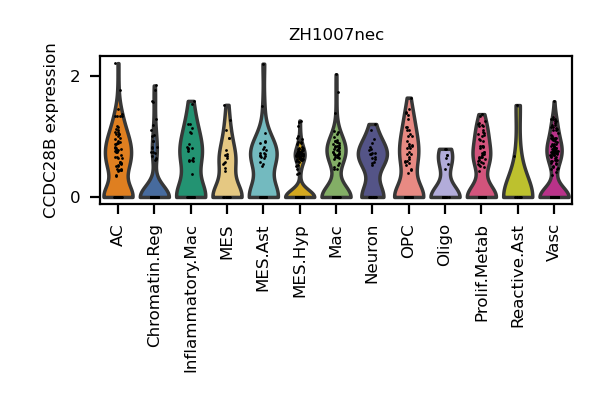 ZH1007nec
CCDC28B expression
2
0
AC
Chromatin.Reg
Inflammatory.Mac
MES
MES.Ast
MES.Hyp
Mac
Neuron
OPC
Oligo
Prolif.Metab
Reactive.Ast
Vasc